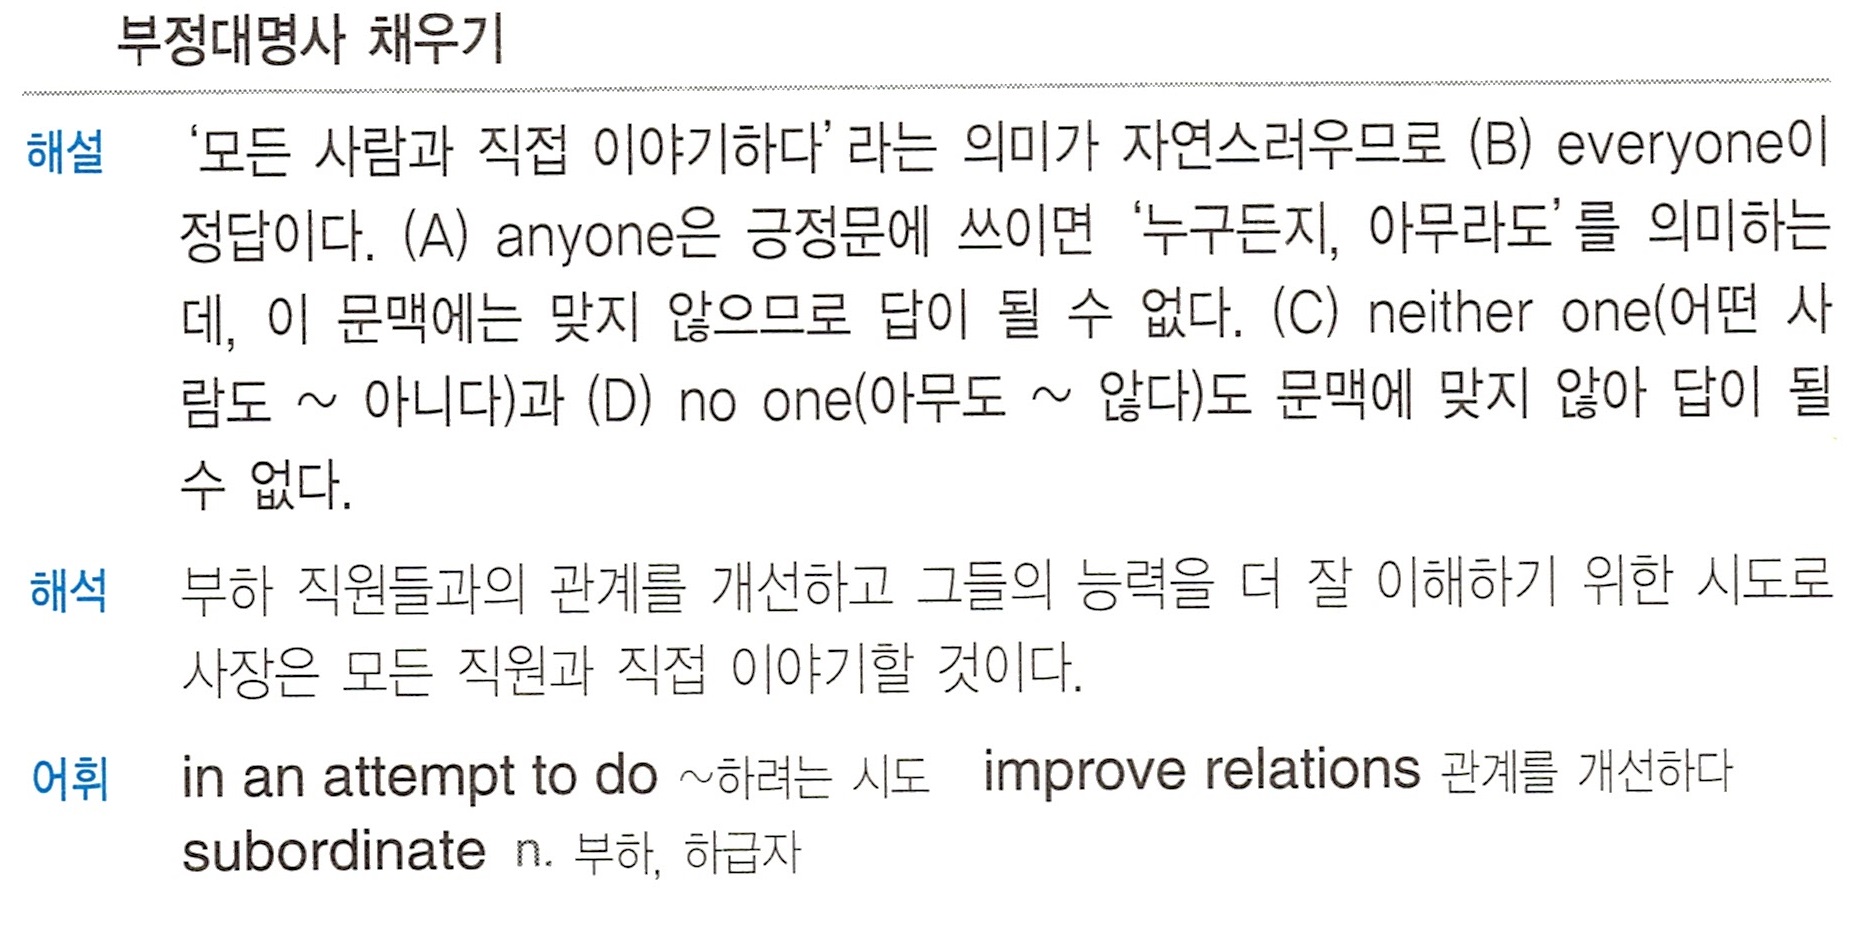 부정대명사 채우기
해설 ‘모든 사람과 직접 이야기하다’라는 의미가 자연스러우므로 (B) everyone이
정답이다. (A) anyone은 긍정문에 쓰이면 ‘누구든지, 아무라도’를 의미하는
데, 이 문맥에는 맞지 않으므로 답이 될 수 없다. (C) neither one(어떤 사
람도 ~ 아니다)과 (D) no one(아무도 ~ 않다)도 문맥에 맞지 않아 답이 될
수 없다.
해석 부하 직원들과의 관계를 개선하고 그들의 능력을 더 잘 이해하기 위한 시도로
사장은 모든 직원과 직접 이야기할 것이다.
어휘 in an attempt to do ~하려는 시도 improve relations 관계를 개선하다
subordinate n. 부하, 하급자